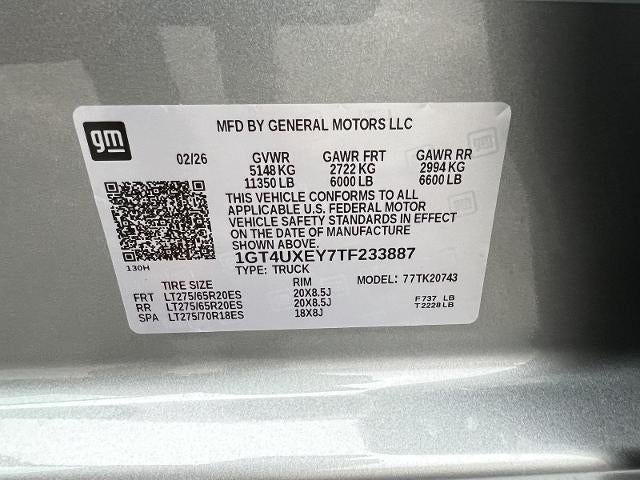 gm
MFD BY GENERAL MOTORS LLC
02/26 GVWR GAWR FRT GAWR RR
5148 KG 2722 KG 2994 KG
11350 LB 6000 LB 6600 LB
THIS VEHICLE CONFORMS TO ALL
APPLICABLE U.S. FEDERAL MOTOR
VEHICLE SAFETY STANDARDS IN EFFECT
ON THE DATE OF MANUFACTURE
SHOWN ABOVE.
130H
1GT4UXEY7TF233887
TYPE: TRUCK
MODEL: 77TK20743
TIRE SIZE RIM
FRT LT275/65R20ES 20X8.5J
RR LT275/65R20ES 20X8.5J
SPA LT275/70R18ES 18X8J
F 737 LB
T2228 LB